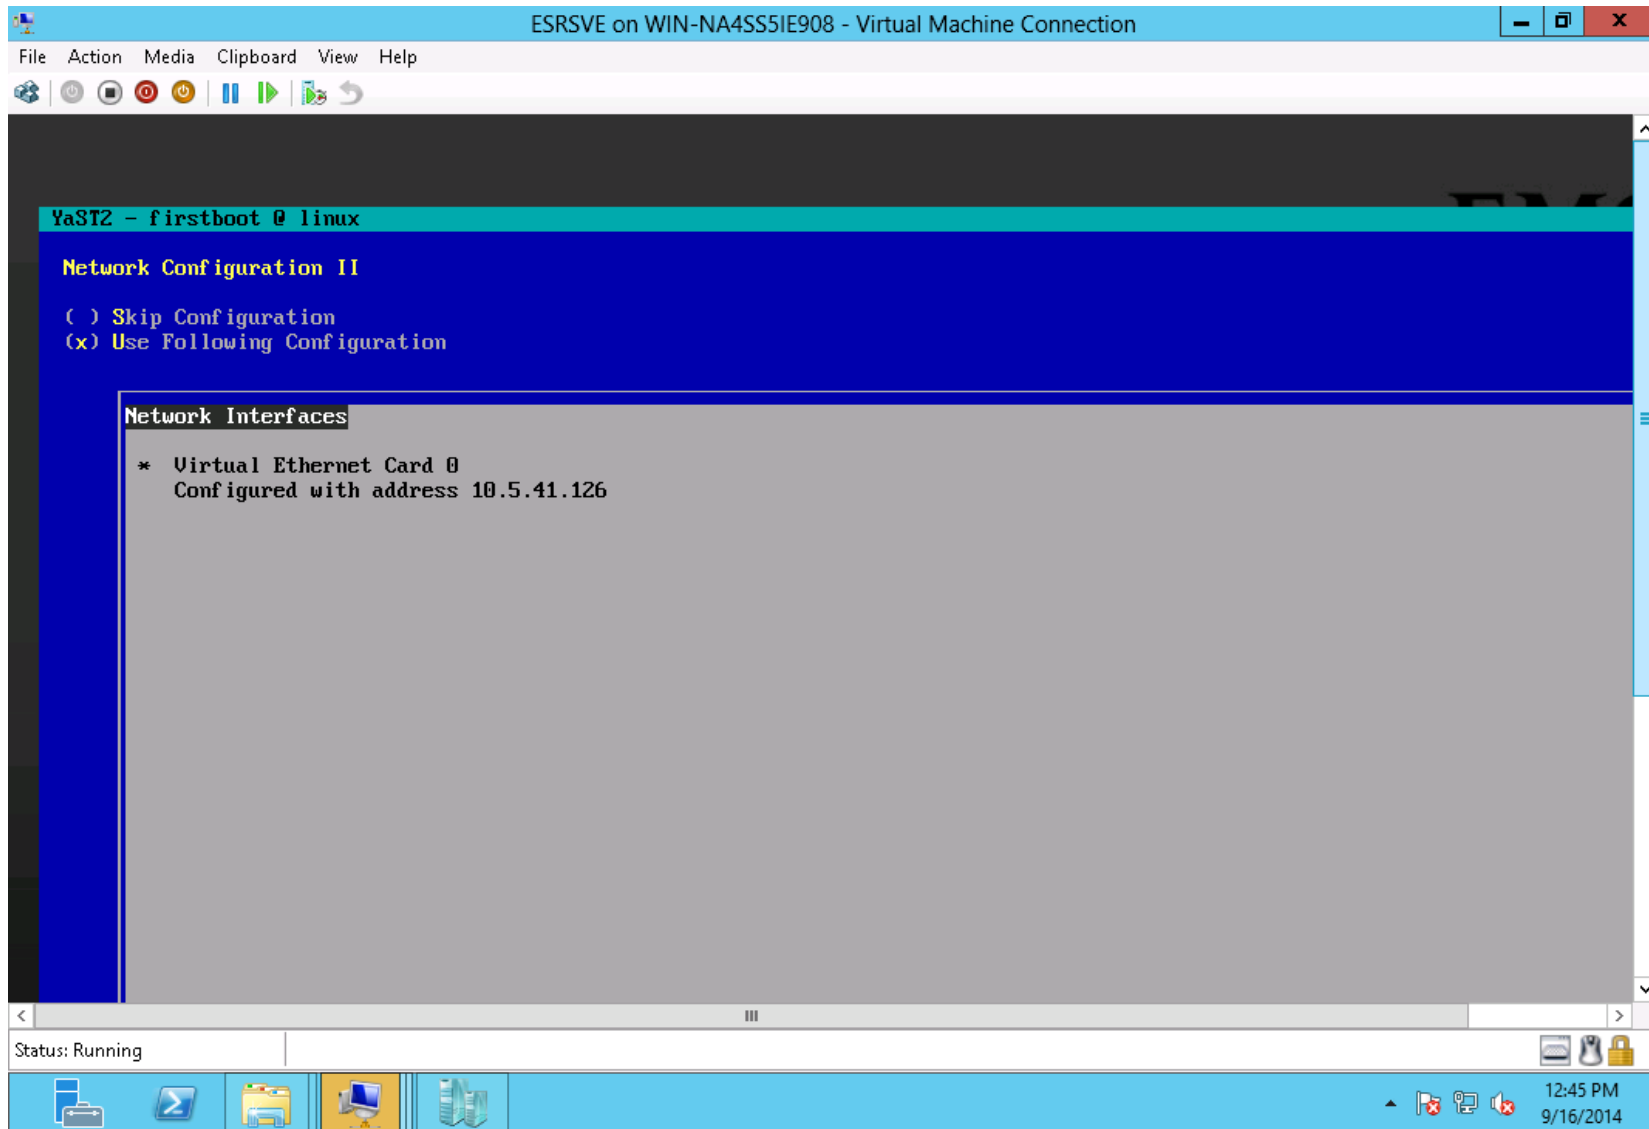 ESRSVE on WIN-NA4SS5IE908 - Virtual Machine Connection
File Action Media Clipboard View Help
YaST2 - firstboot @ linux
Network Configuration II
( ) Skip Configuration
(x) Use Following Configuration
Network Interfaces
* Virtual Ethernet Card 0
Configured with address 10.5.41.126
Status: Running
12:45 PM
9/16/2014